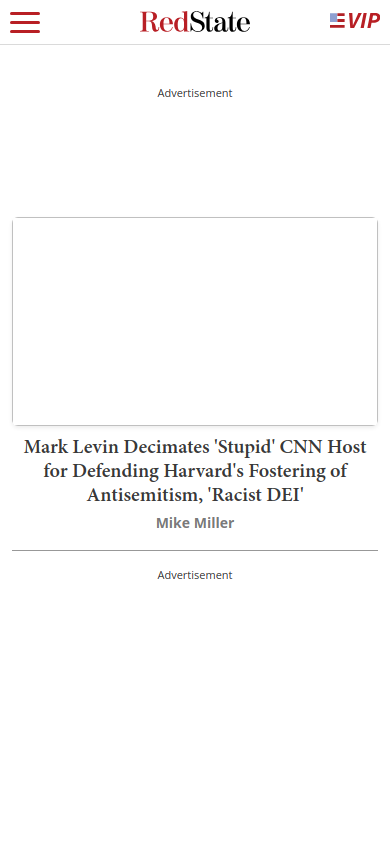 RedState
VIP
Advertisement
Mark Levin Decimates 'Stupid' CNN Host
for Defending Harvard's Fostering of
Antisemitism, 'Racist DEI'
Mike Miller
Advertisement